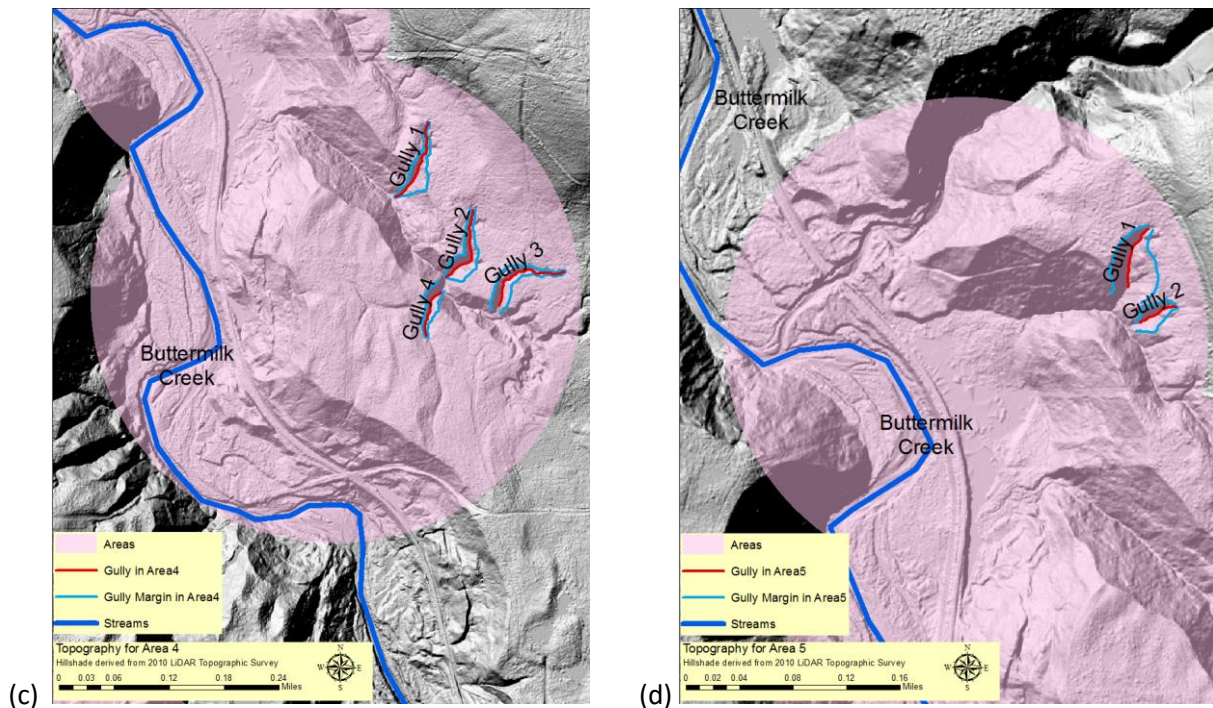 Gully 1
Gully 2
Gully 3
Gully 4
Buttermilk
Creek
Areas
Gully in Area4
Gully Margin in Area4
Streams
Topography for Area 4
Hillshade derived from 2010 LiDAR Topographic Survey
0 0.03 0.06 0.12 0.18 0.24
Miles
N
W E
S
(c)
Buttermilk
Creek
Gully 1
Gully 2
Buttermilk
Creek
Areas
Gully in Area5
Gully Margin in Area5
Streams
Topography for Area 5
Hillshade derived from 2010 LiDAR Topographic Survey
0 0.02 0.04 0.08 0.12 0.16
Miles
N
W E
S
(d)